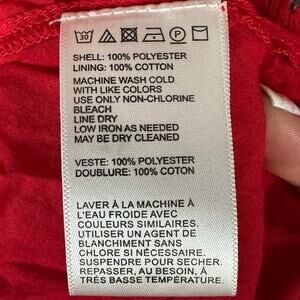 30 P
SHELL: 100% POLYESTER
LINING: 100% COTTON
MACHINE WASH COLD
WITH LIKE COLORS
USE ONLY NON-CHLORINE
BLEACH
LINE DRY
LOW IRON AS NEEDED
MAY BE DRY CLEANED
VESTE: 100% POLYESTER
DOUBLURE: 100% COTON
LAVER À LA MACHINE À
L'EAU FROIDE AVEC
COULEURS SIMILAIRES.
UTILISER UN AGENT DE
BLANCHIMENT SANS
CHLORE SI NÉCESSAIRE.
SUSPENDRE POUR SECHER.
REPASSER, AU BESOIN, À
TRÈS BASSE TEMPÉRATURE.